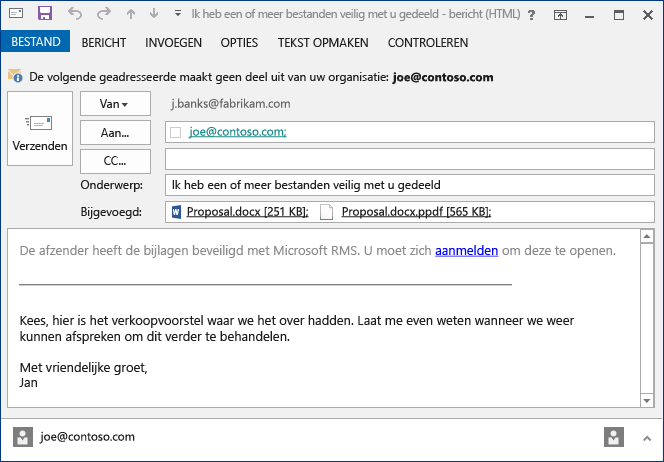 Ik heb een of meer bestanden veilig met u gedeeld - bericht (HTML)
BESTAND BERICHT INVOEGEN OPTIES TEKST OPMAKEN CONTROLEREN
De volgende geadresseerde maakt geen deel uit van uw organisatie: joe@contoso.com
Verzenden
Van
j.banks@fabrikam.com
Aan...
joe@contoso.com;
CC...
Onderwerp: Ik heb een of meer bestanden veilig met u gedeeld
Bijgevoegd: Proposal.docx [251 KB]; Proposal.docx.ppdf [565 KB];
De afzender heeft de bijlagen beveiligd met Microsoft RMS. U moet zich aanmelden om deze te openen.
Kees, hier is het verkoopvoorstel waar we het over hadden. Laat me even weten wanneer we weer
kunnen afspreken om dit verder te behandelen.
Met vriendelijke groet,
Jan
joe@contoso.com